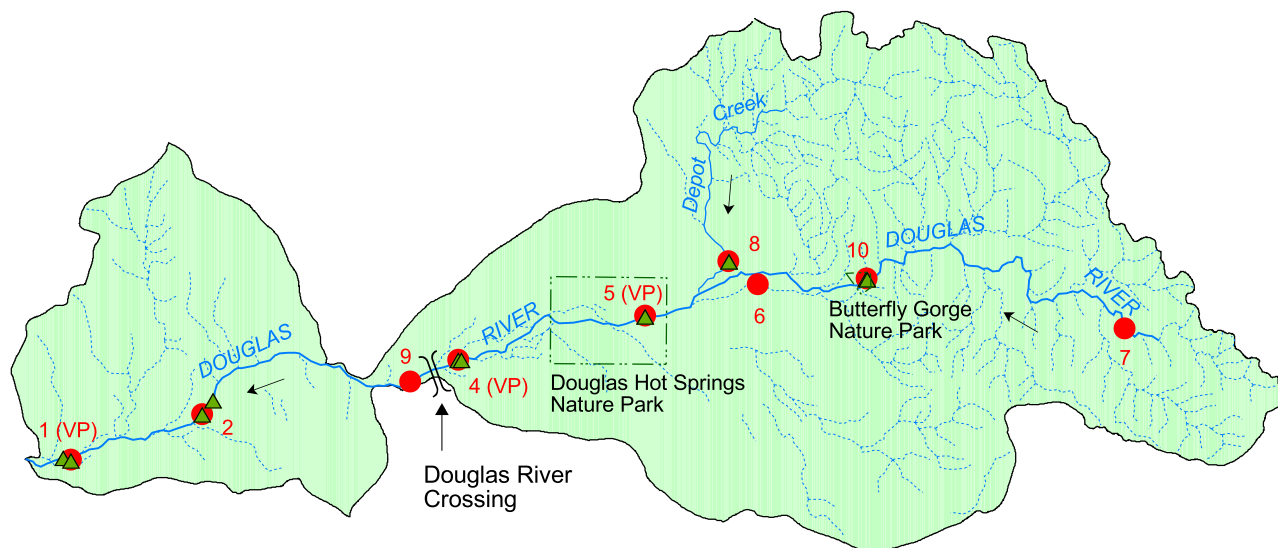 Creek
Depot
8
10
DOUGLAS
5 (VP)
6
Butterfly Gorge
Nature Park
RIVER
7
RIVER
DOUGLAS
9
4 (VP)
Douglas Hot Springs
Nature Park
1 (VP)
2
Douglas River
Crossing